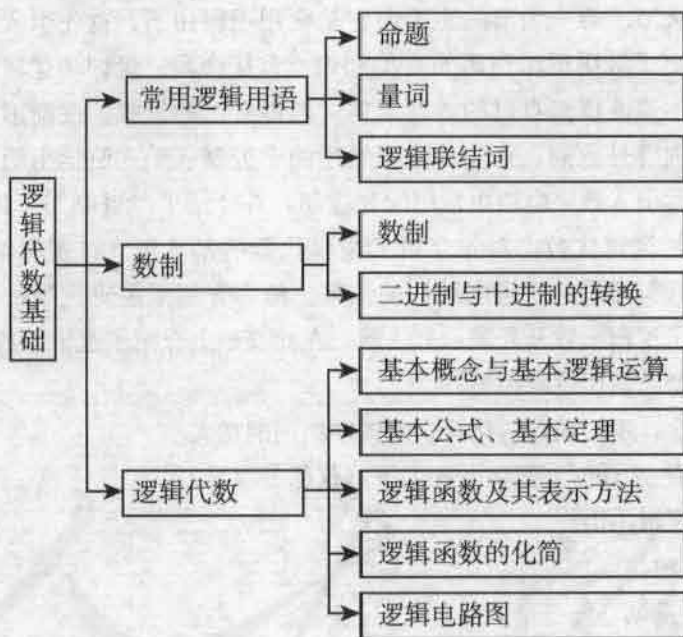 逻辑代数基础
常用逻辑用语
命题
量词
逻辑联结词
数制
数制
二进制与十进制的转换
逻辑代数
基本概念与基本逻辑运算
基本公式、基本定理
逻辑函数及其表示方法
逻辑函数的化简
逻辑电路图